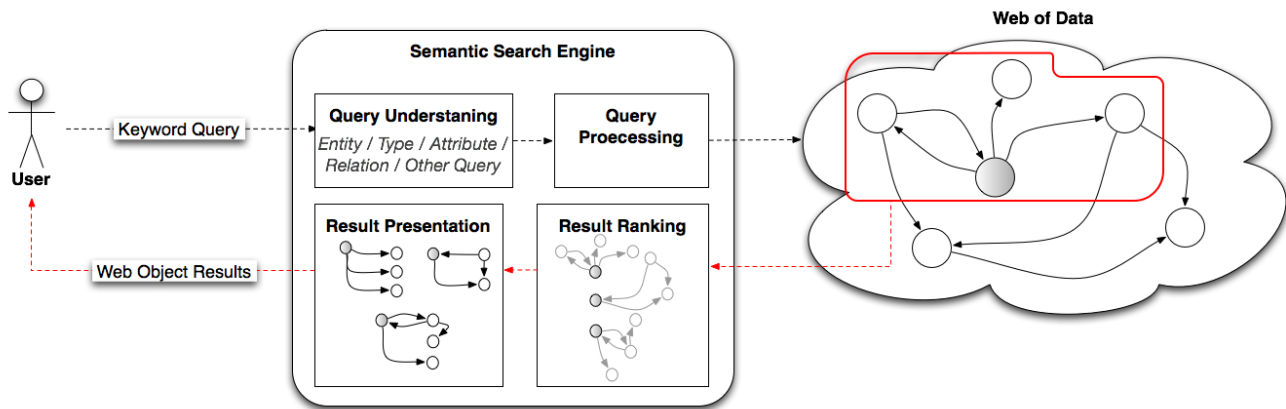 Web of Data
Semantic Search Engine
Query Understaning
Entity / Type / Attribute /
Relation / Other Query
Query
Proecessing
Keyword Query
User
Result Presentation
Result Ranking
Web Object Results